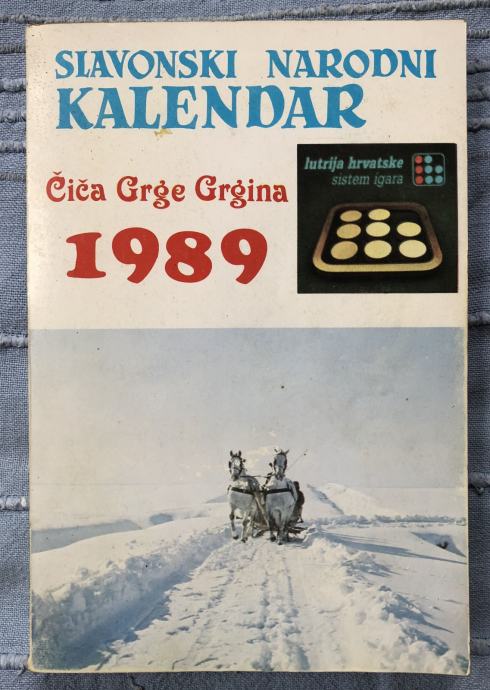 SLAVONSKI NARODNI
KALENDAR
Čiča Grge Grgina
1989
lutrija hrvatske
sistem igara